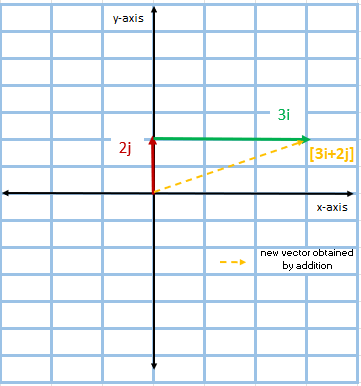 y-axis
3i
2j
[3i+2j]
x-axis
new vector obtained
by addition